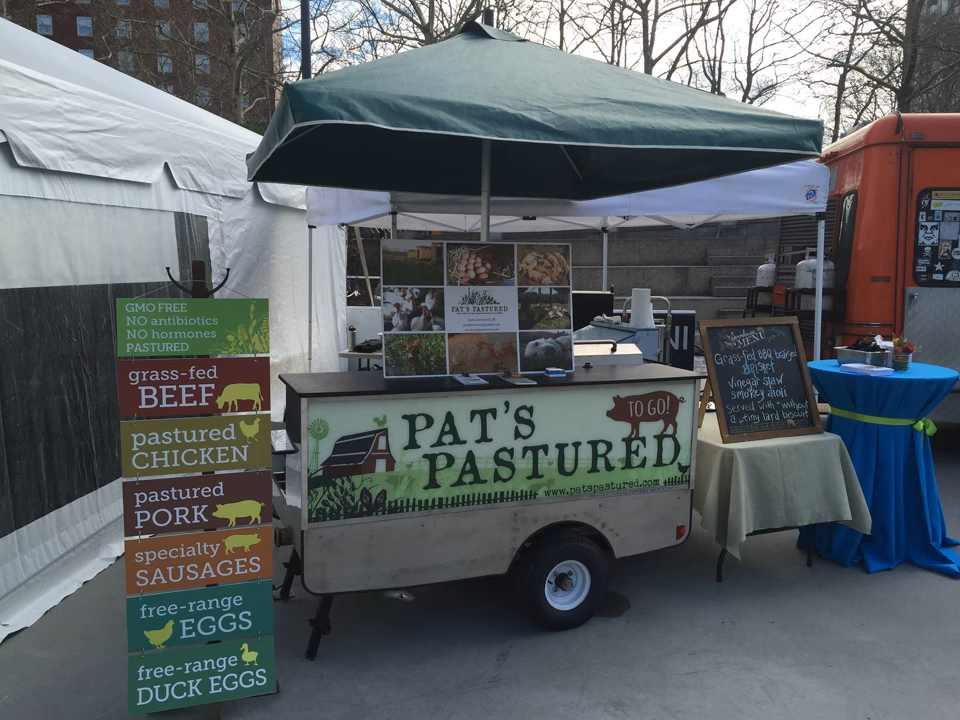 GMO FREE
NO antibiotics
NO hormones
PASTURED
grass-fed
BEEF
pastured
CHICKEN
pastured
PORK
specialty
SAUSAGES
free-range
EGGS
free-range
DUCK EGGS
PAT'S PASTURED
PAT'S
PASTURED
TO GO!
www.patspastured.com
MENU
Grass-fed BBQ braised
BRISKET
Vinegar slaw
smokey aioli
served with *without
a *tiny lard biscuit